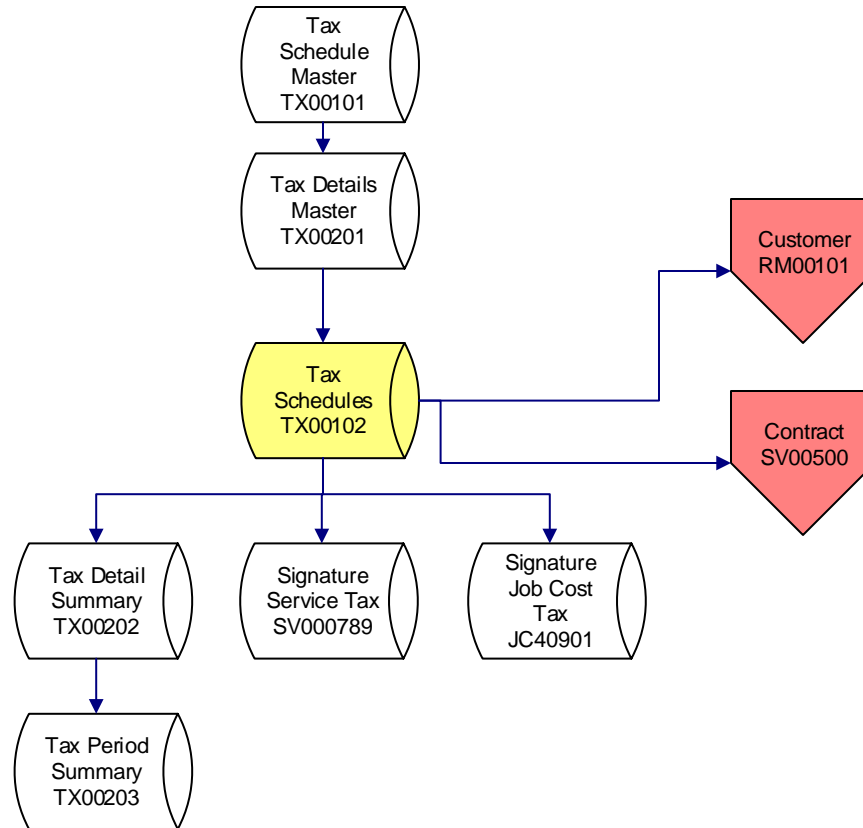 Tax
Schedule
Master
TX00101
Tax Details
Master
TX00201
Customer
RM00101
Tax
Schedules
TX00102
Contract
SV00500
Tax Detail
Summary
TX00202
Signature
Service Tax
SV000789
Signature
Job Cost
Tax
JC40901
Tax Period
Summary
TX00203